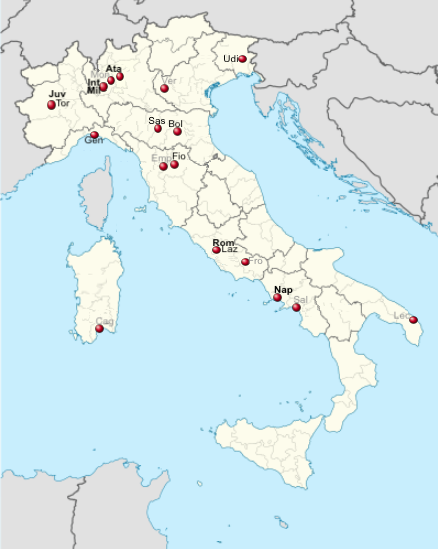 Udi
Ata
Mon
Int
Mil
Ver
Juv
Tor
Sas
Bol
Gen
Fio
Emp
Rom
Laz
Fro
Nap
Sal
Lec
Cag